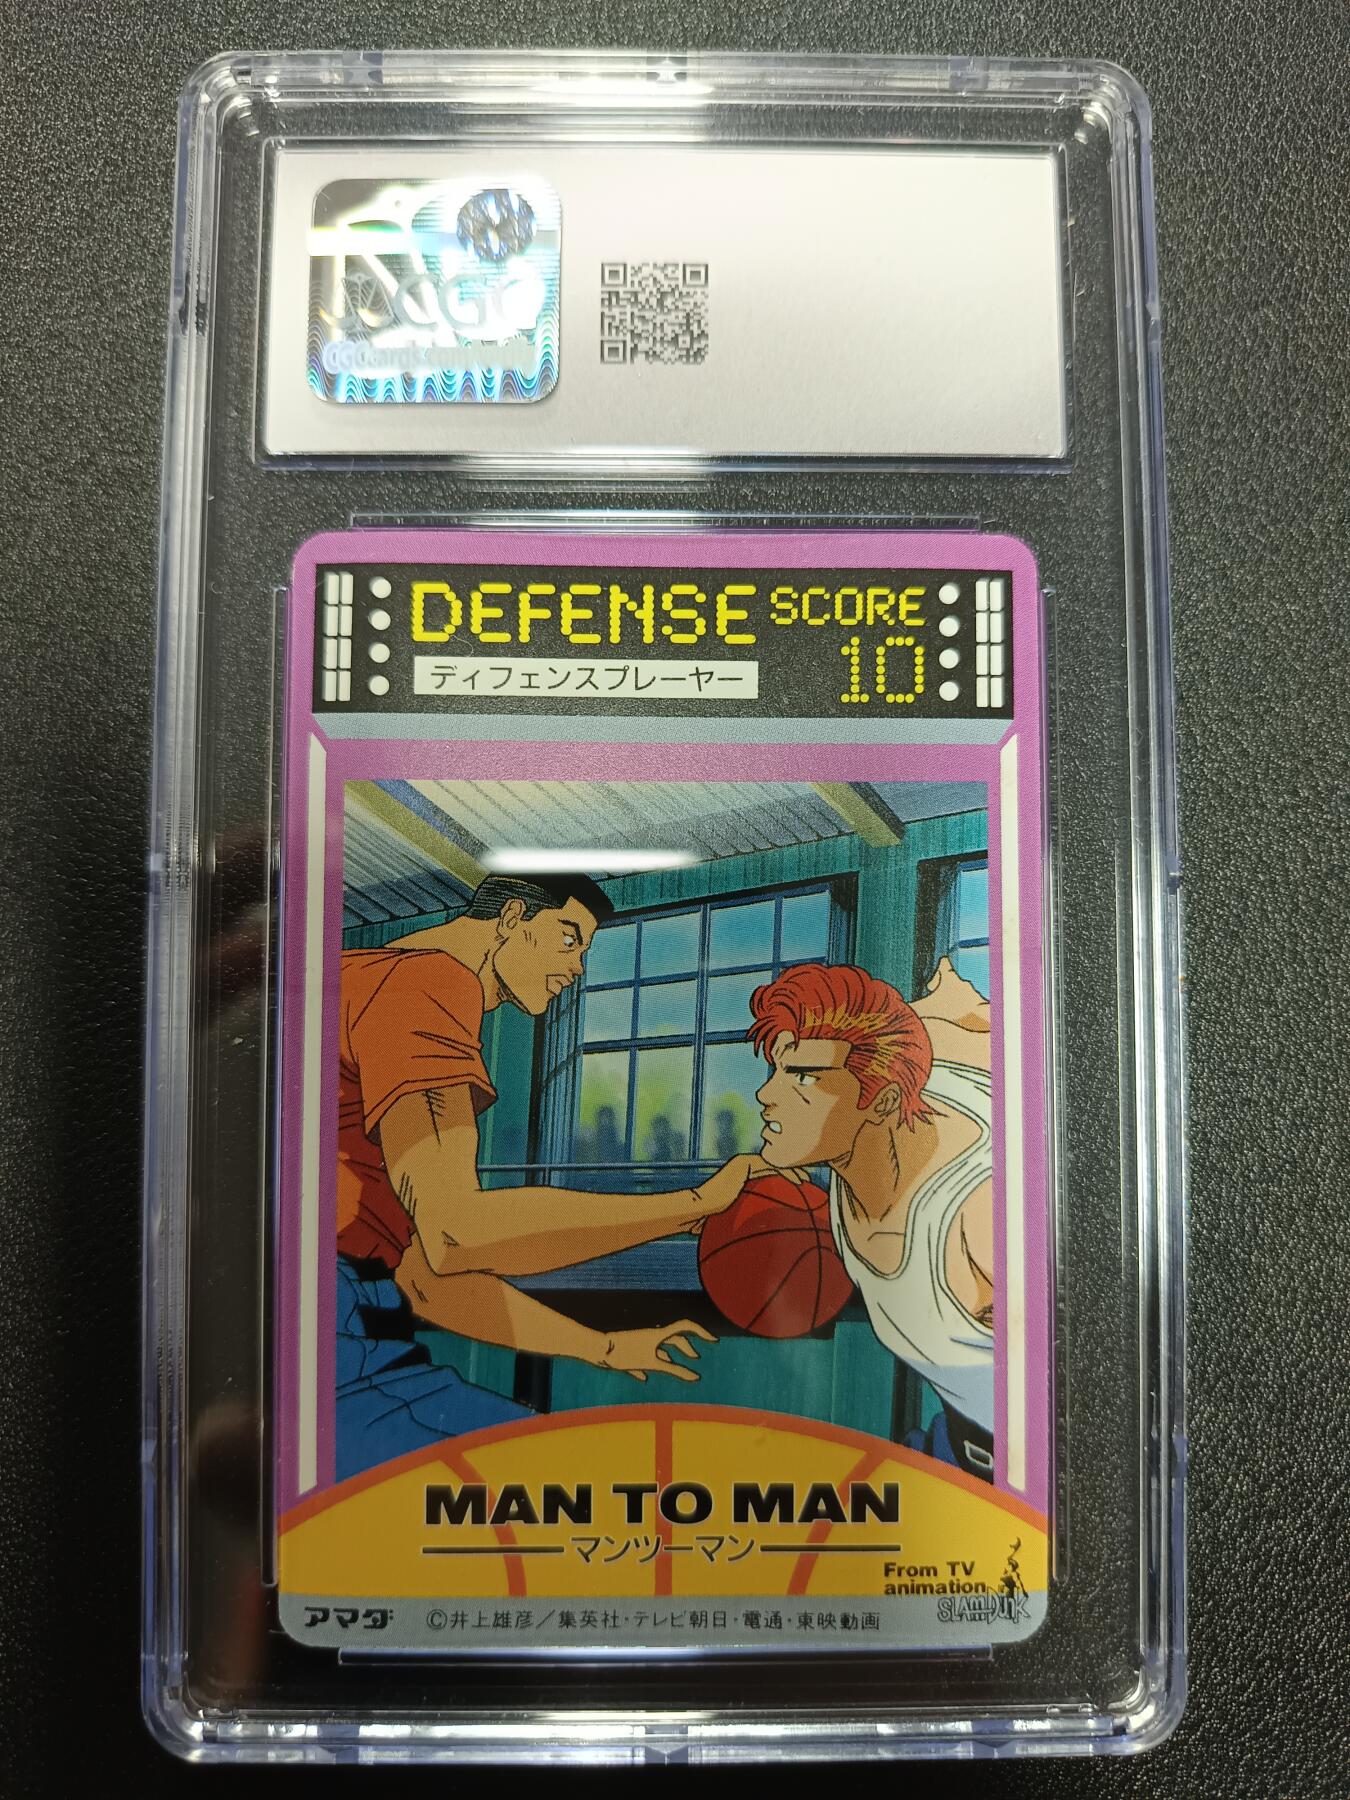 CGC
DEFENSE SCORE
ディフェンスプレーヤー 10
MAN TO MAN
マンツーマン
From TV
animation
SLAM DUNK
アマダ ©井上雄彦/集英社・テレビ朝日・電通・東映動画